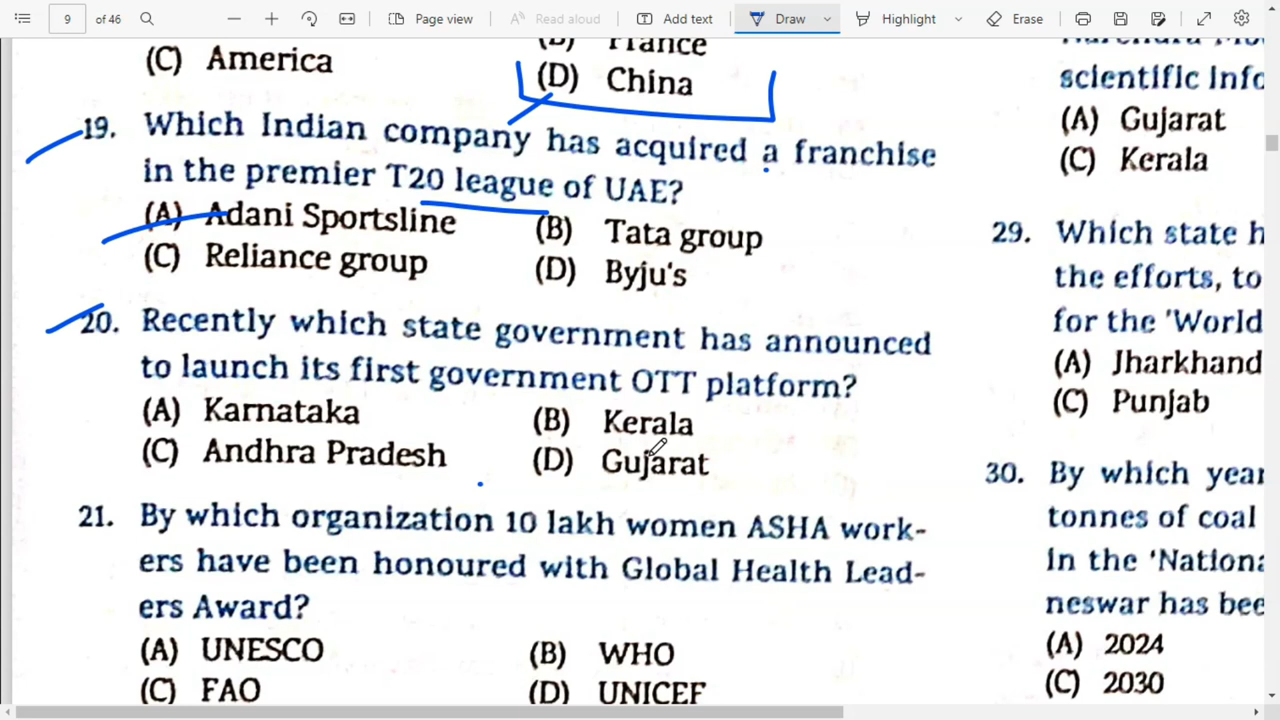 9 of 46 Page view Read aloud Add text Draw Highlight Erase
(B) France
(C) America
(D) China
19. Which Indian company has acquired a franchise
in the premier T20 league of UAE?
(A) Adani Sportsline (B) Tata group
(C) Reliance group (D) Byju's
20. Recently which state government has announced
to launch its first government OTT platform?
(A) Karnataka (B) Kerala
(C) Andhra Pradesh (D) Gujarat
21. By which organization 10 lakh women ASHA work-
ers have been honoured with Global Health Lead-
ers Award?
(A) UNESCO (B) WHO
(C) FAO (D) UNICEF
scientific Info
(A) Gujarat
(C) Kerala
29. Which state h
the efforts, to
for the 'World
(A) Jharkhand
(C) Punjab
30. By which year
tonnes of coal
in the 'Nationa
neswar has bee
(A) 2024
(C) 2030